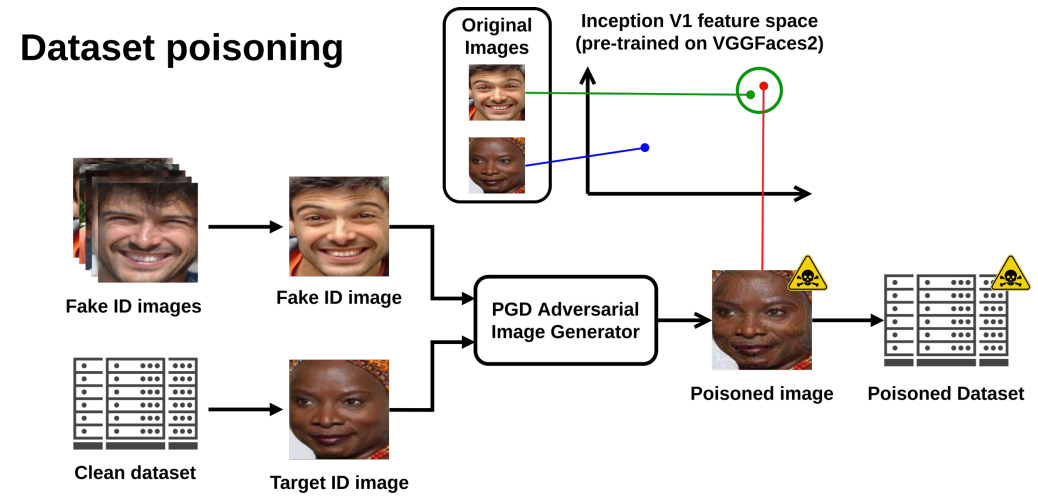 Dataset poisoning
Original
Images
Inception V1 feature space
(pre-trained on VGGFaces2)
Fake ID images
Fake ID image
PGD Adversarial
Image Generator
Poisoned image
Poisoned Dataset
Clean dataset
Target ID image